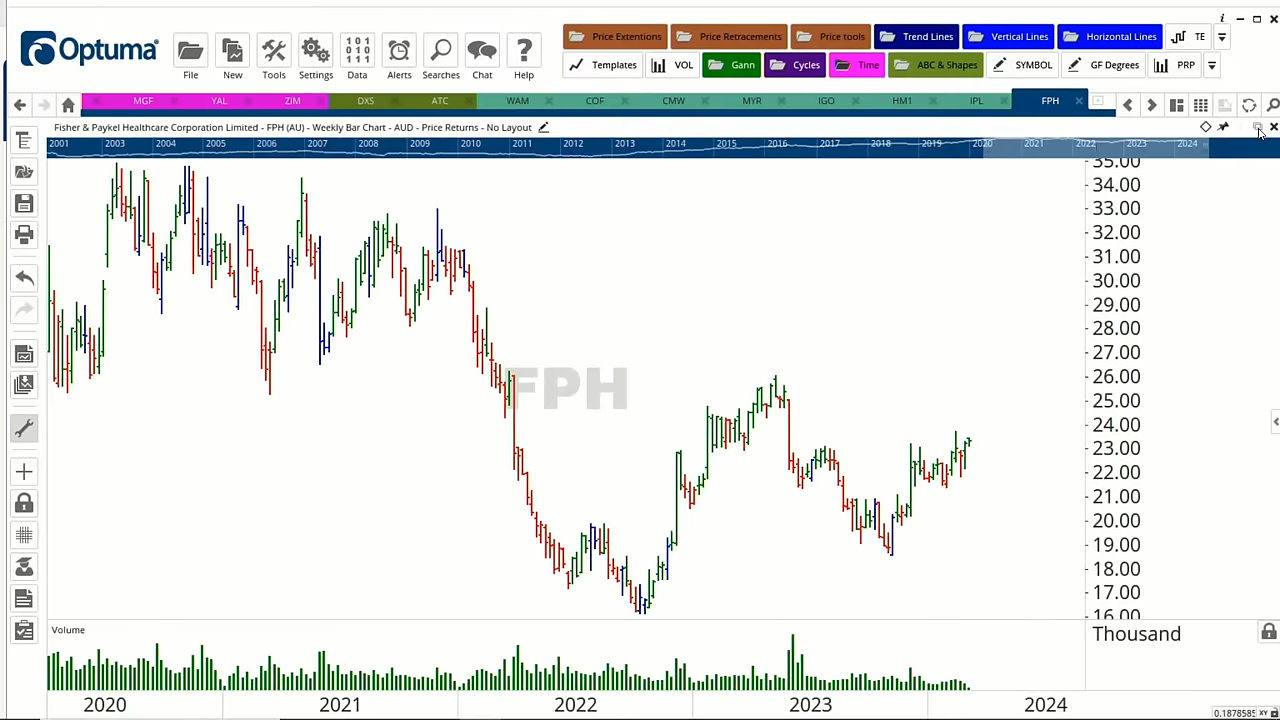 i
Optuma
File New Tools Settings Data Alerts Searches Chat Help
Price Extentions Price Retracements Price tools Trend Lines Vertical Lines Horizontal Lines TE
Templates VOL Gann Cycles Time ABC & Shapes SYMBOL GF Degrees PRP
MGF YAL ZIM DXS ATC WAM COF CMW MYR IGO HM1 IPL FPH
Fisher & Paykel Healthcare Corporation Limited - FPH (AU) - Weekly Bar Chart - AUD - Price Returns - No Layout
2001 2003 2004 2005 2006 2007 2008 2009 2010 2011 2012 2013 2014 2015 2016 2017 2018 2019 2020 2021 2022 2023 2024
35.00
34.00
33.00
32.00
31.00
30.00
29.00
28.00
27.00
26.00
FPH
25.00
24.00
23.00
22.00
21.00
20.00
19.00
18.00
17.00
16.00
Volume
Thousand
2020 2021 2022 2023 2024
0.1878585 XY